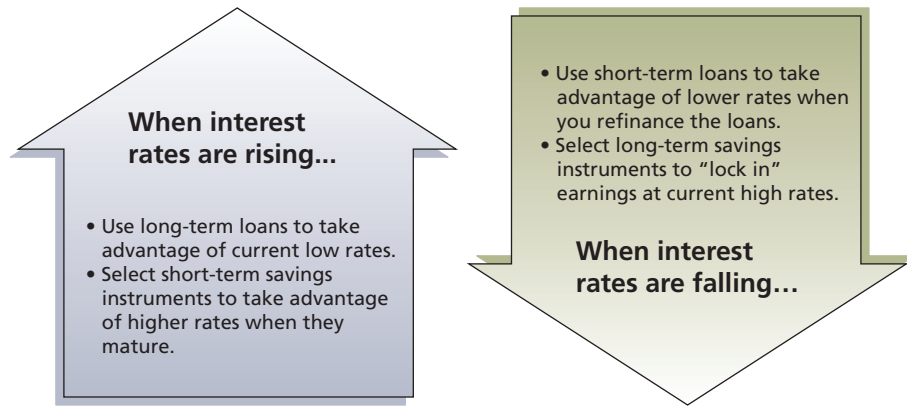 When interest
rates are rising...
• Use long-term loans to take
advantage of current low rates.
• Select short-term savings
instruments to take advantage
of higher rates when they
mature.
• Use short-term loans to take
advantage of lower rates when
you refinance the loans.
• Select long-term savings
instruments to “lock in”
earnings at current high rates.
When interest
rates are falling…